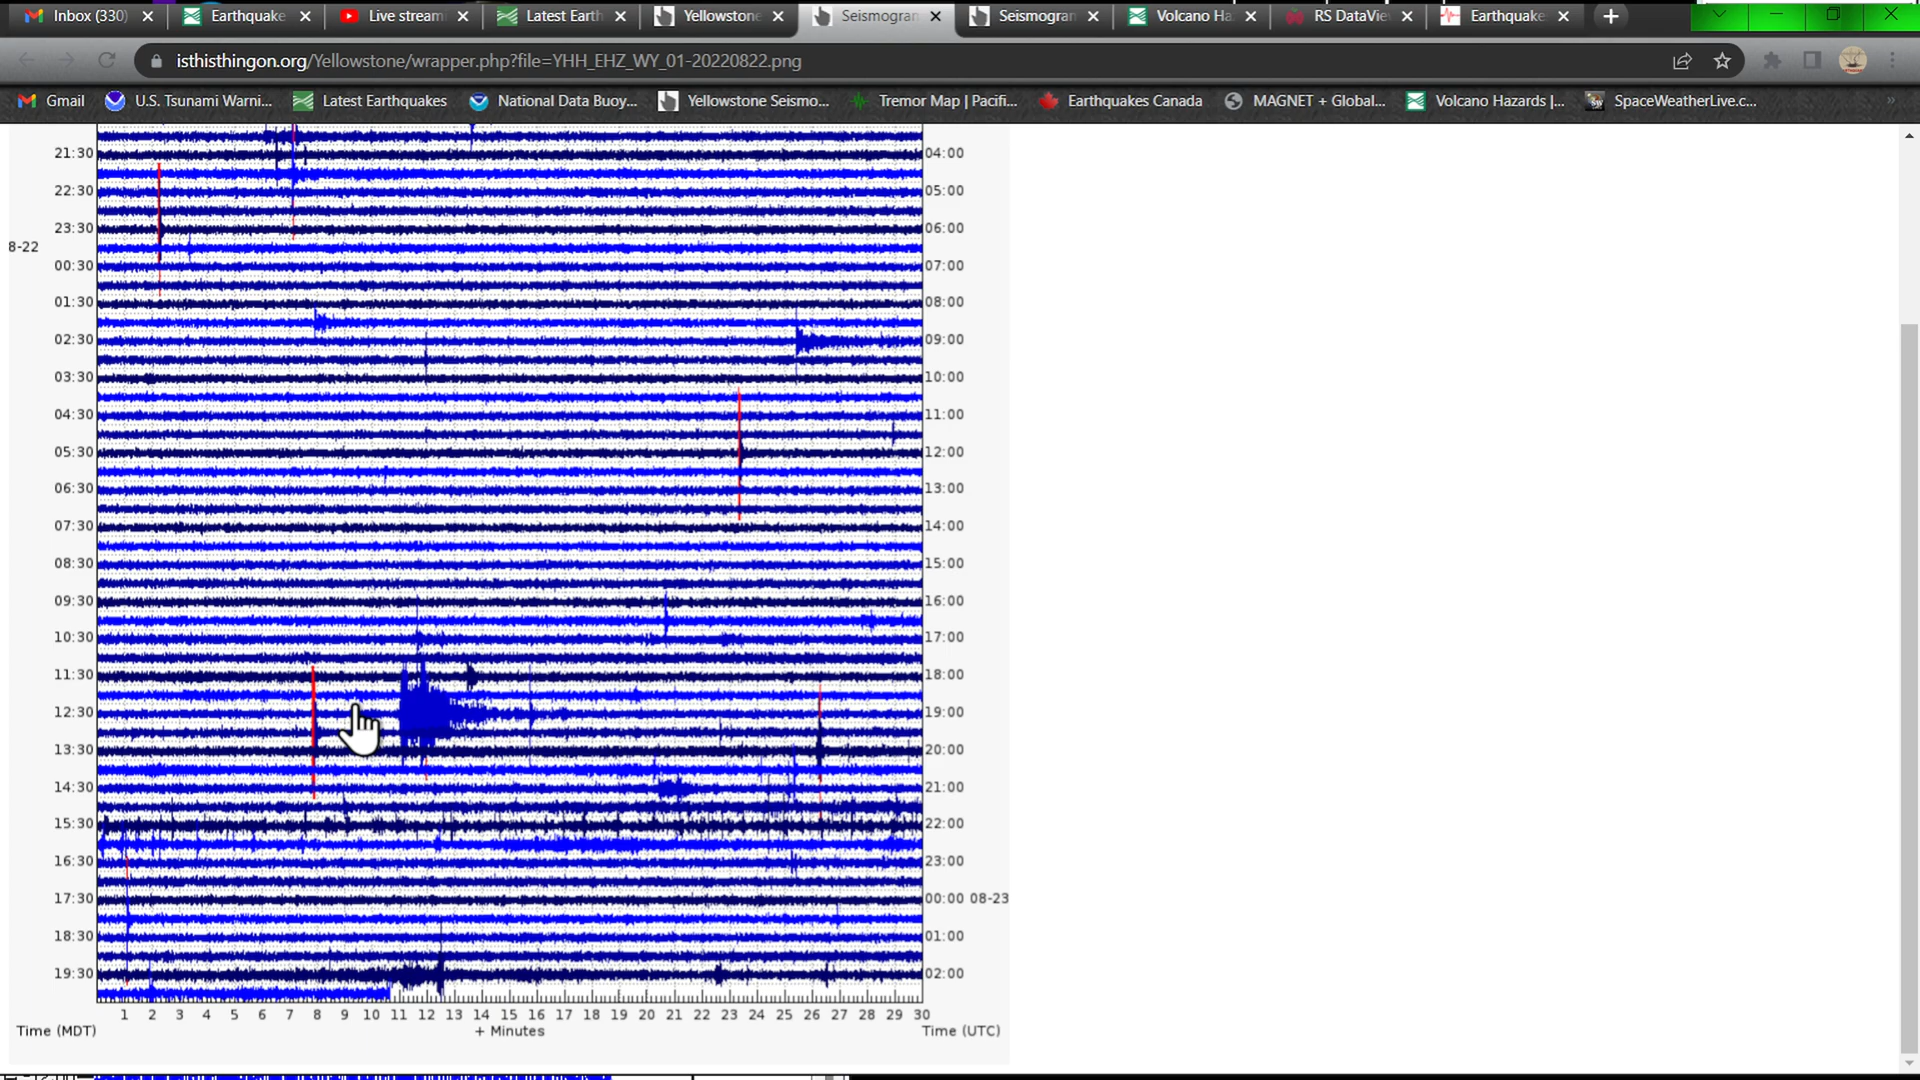 Inbox (330)
Earthquake
Live stream
Latest Earth
Yellowstone
Seismogra
Seismogra
Volcano Ha
RS DataVie
Earthquake
isthisthingon.org/Yellowstone/wrapper.php?file=YHH_EHZ_WY_01-20220822.png
Gmail
U.S. Tsunami Warni...
Latest Earthquakes
National Data Buoy...
Yellowstone Seismo...
Tremor Map | Pacifi...
Earthquakes Canada
MAGNET + Global...
Volcano Hazards |...
SpaceWeatherLive.c...
21:30 04:00
22:30 05:00
23:30 06:00
8-22
00:30 07:00
01:30 08:00
02:30 09:00
03:30 10:00
04:30 11:00
05:30 12:00
06:30 13:00
07:30 14:00
08:30 15:00
09:30 16:00
10:30 17:00
11:30 18:00
12:30 19:00
13:30 20:00
14:30 21:00
15:30 22:00
16:30 23:00
17:30 00:00 08-23
18:30 01:00
19:30 02:00
1 2 3 4 5 6 7 8 9 10 11 12 13 14 15 16 17 18 19 20 21 22 23 24 25 26 27 28 29 30
Time (MDT) + Minutes Time (UTC)